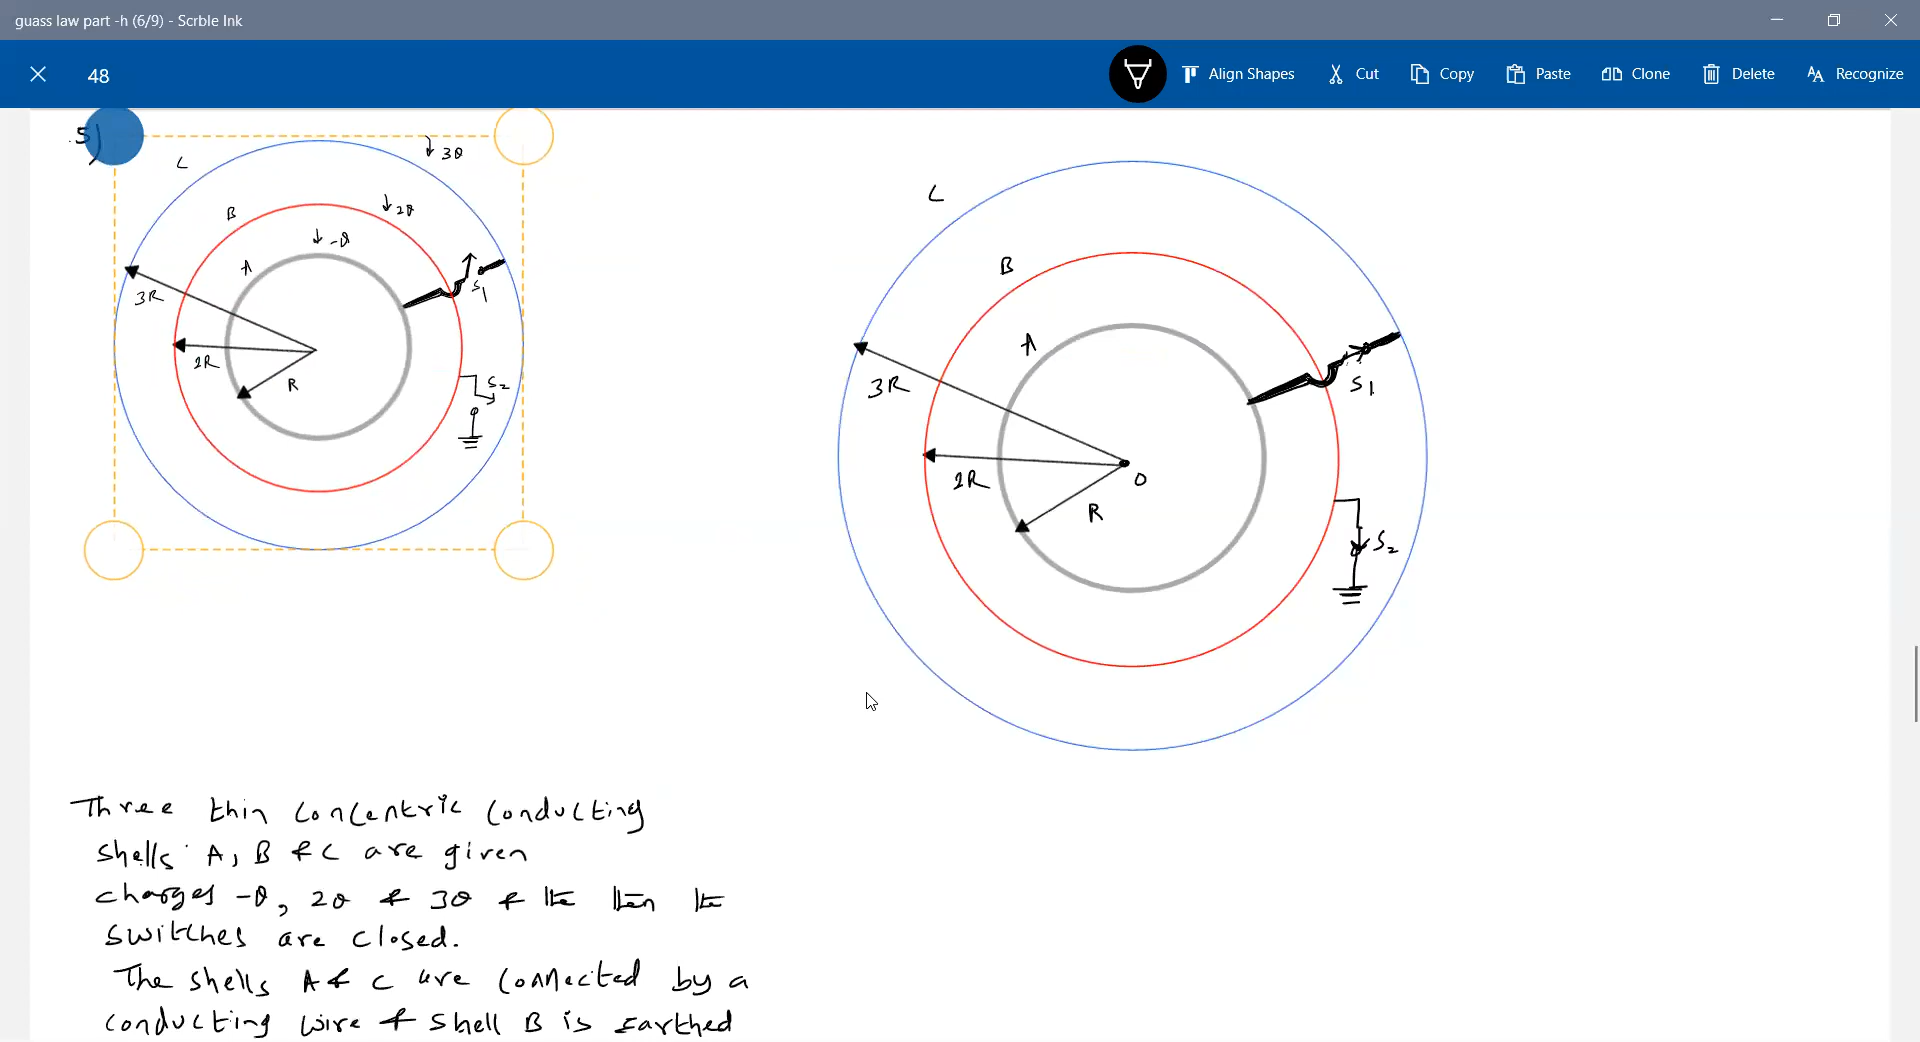 guass law part -h (6/9) - Scrble Ink
48
Align Shapes
Cut
Copy
Paste
Clone
Delete
Recognize
5)
C
3Q
B
2Q
-Q
A
S1
3R
2R
R
S2
C
B
A
3R
S1
2R
O
R
S2
Three thin concentric conducting
shells A, B & C are given
charges -Q, 2Q & 3Q & the then the
switches are closed.
The shells A & C are connected by a
conducting wire & shell B is Earthed